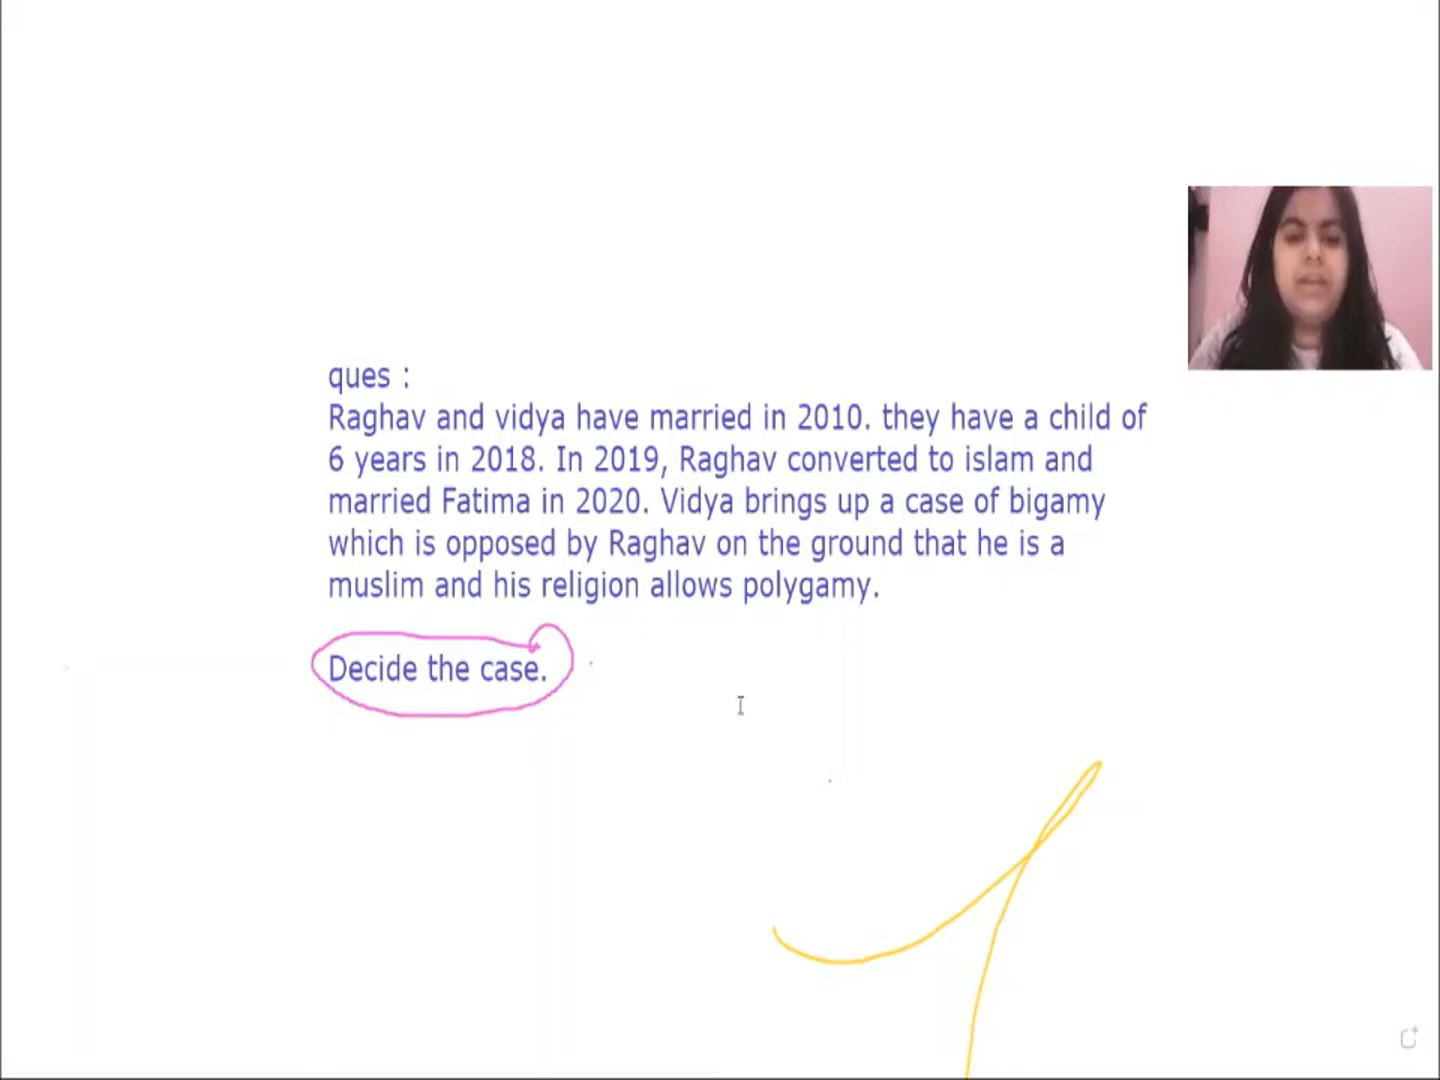 ques :
Raghav and vidya have married in 2010. they have a child of
6 years in 2018. In 2019, Raghav converted to islam and
married Fatima in 2020. Vidya brings up a case of bigamy
which is opposed by Raghav on the ground that he is a
muslim and his religion allows polygamy.
Decide the case.